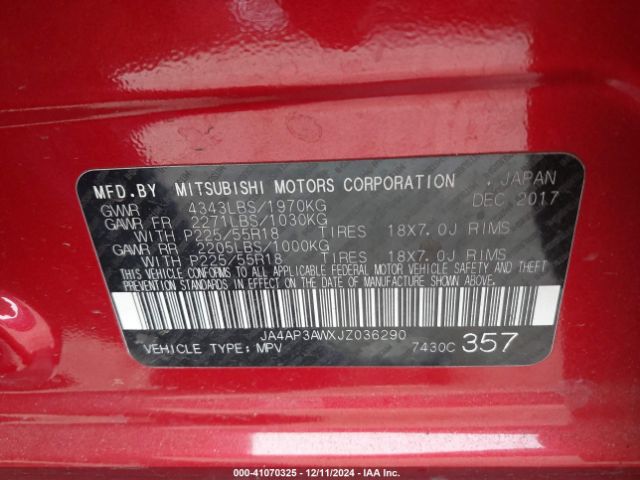 MFD.BY MITSUBISHI MOTORS CORPORATION , JAPAN
GVWR 4343LBS/1970KG DEC 2017
GAWR FR 2271LBS/1030KG
WITH P225/55R18 TIRES 18X7.0J RIMS
GAWR RR 2205LBS/1000KG
WITH P225/55R18 TIRES 18X7.0J RIMS
THIS VEHICLE CONFORMS TO ALL APPLICABLE FEDERAL MOTOR VEHICLE SAFETY AND THEFT
PREVENTION STANDARDS IN EFFECT ON THE DATE OF MANUFACTURE SHOWN ABOVE.
JA4AP3AWXJZ036290
VEHICLE TYPE: MPV 7430C 357
000-41070325 - 12/11/2024 - IAA, Inc.